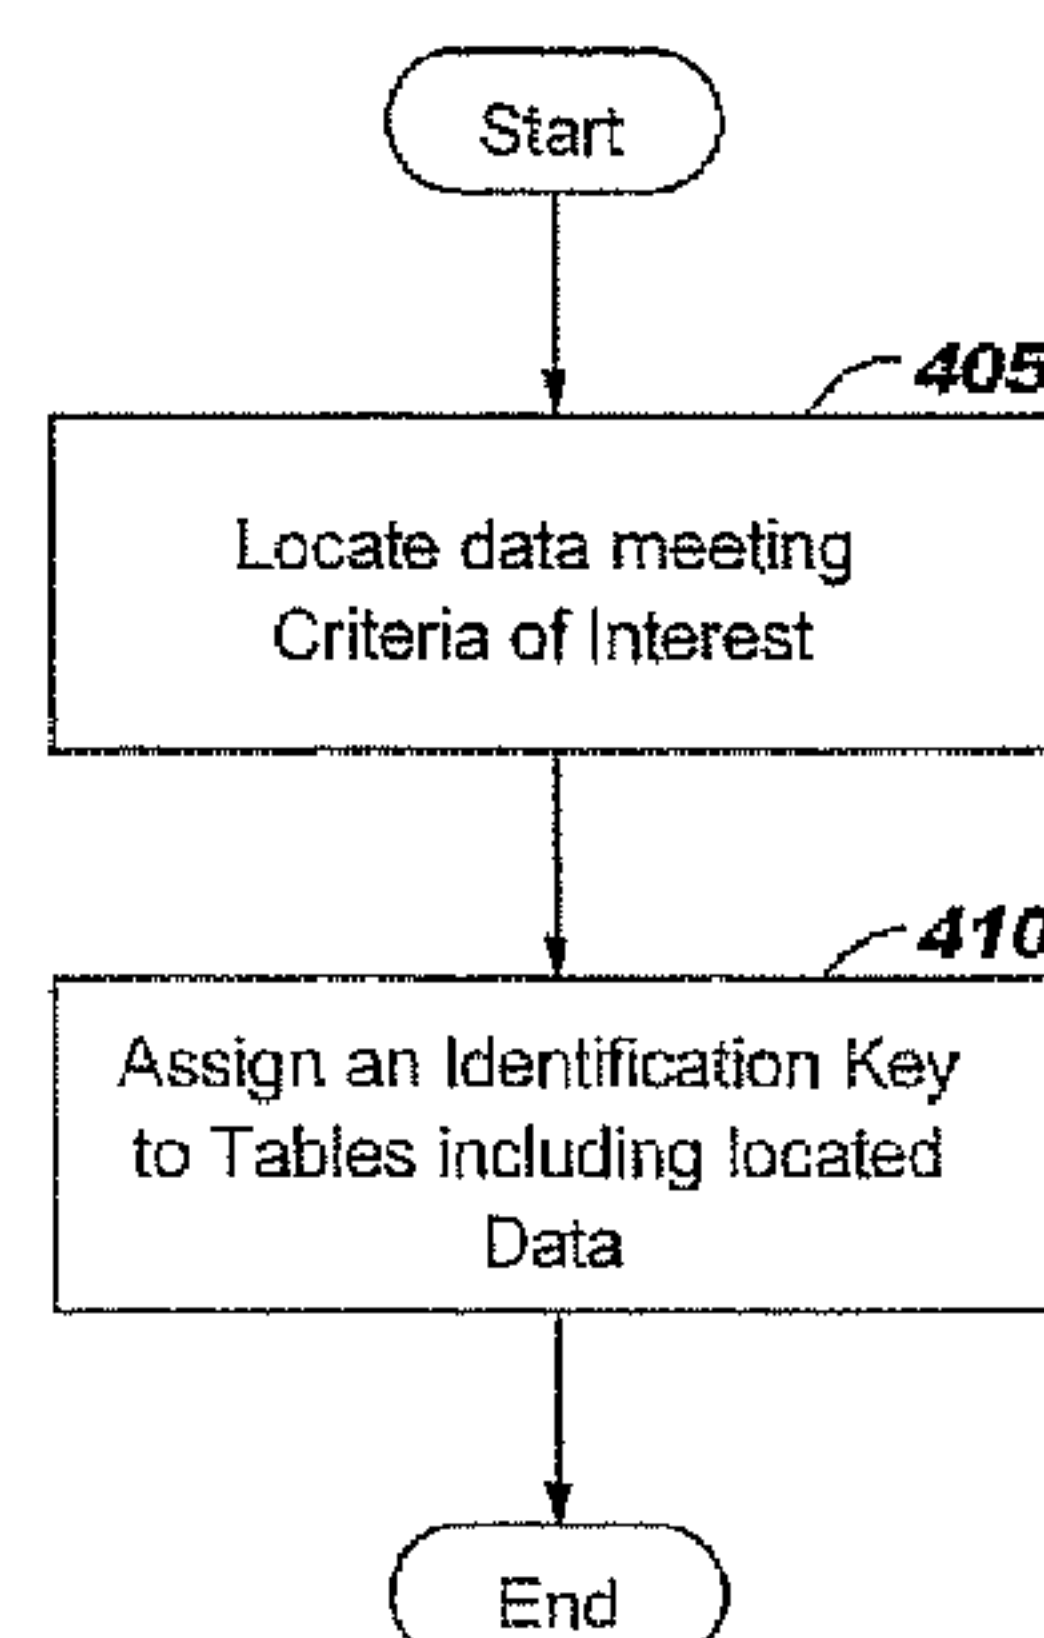 Start
405
Locate data meeting
Criteria of Interest
410
Assign an Identification Key
to Tables including located
Data
End